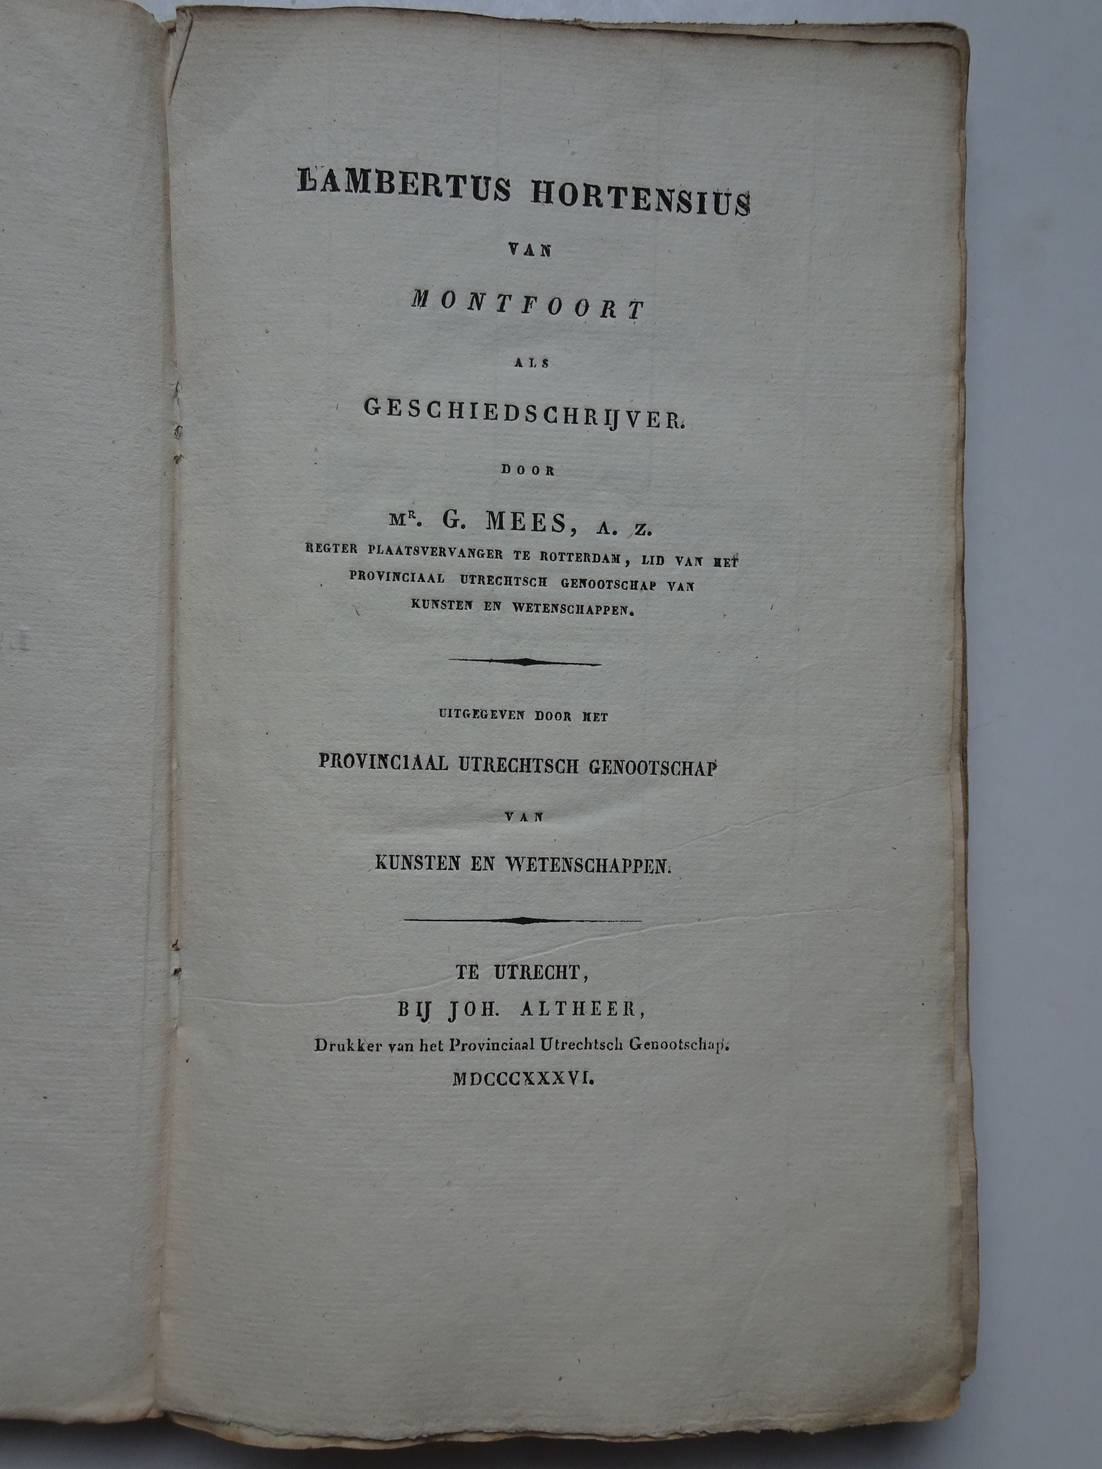 LAMBERTUS HORTENSIUS
VAN
MONTFOORT
ALS
GESCHIEDSCHRIJVER.
DOOR
MR. G. MEES, A. Z.
REGTER PLAATSVERVANGER TE ROTTERDAM, LID VAN HET
PROVINCIAAL UTRECHTSCH GENOOTSCHAP VAN
KUNSTEN EN WETENSCHAPPEN.
UITGEGEVEN DOOR HET
PROVINCIAAL UTRECHTSCH GENOOTSCHAP
VAN
KUNSTEN EN WETENSCHAPPEN.
TE UTRECHT,
BIJ JOH. ALTHEER,
Drukker van het Provinciaal Utrechtsch Genootschap.
MDCCCXXXVI.